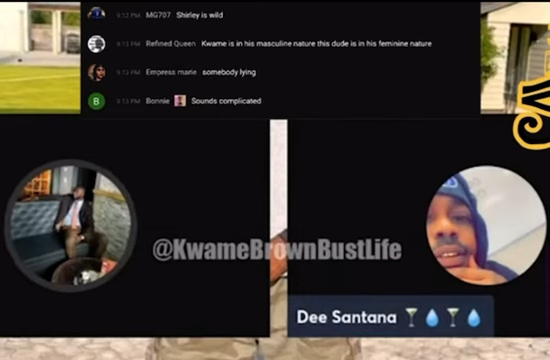 9:12 PM MG707 Shirley is wild
9:13 PM Refined Queen Kwame is in his masculine nature this dude is in his feminine nature
9:13 PM Empress marie somebody lying
B 9:13 PM Bonnie Sounds complicated
@KwameBrownBustLife
Dee Santana 🍸💧🍸💧